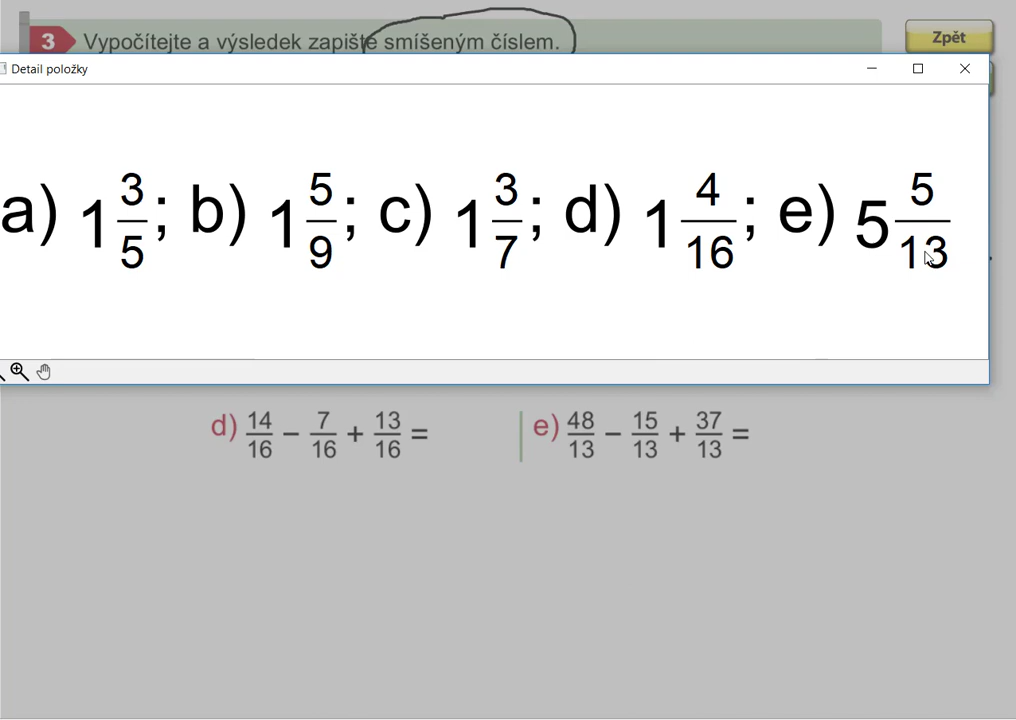 3 Vypočítejte a výsledek zapište smíšeným číslem.
Zpět
Detail položky
a) 1 3/5; b) 1 5/9; c) 1 3/7; d) 1 4/16; e) 5 5/13
d) 14/16 − 7/16 + 13/16 =
e) 48/13 − 15/13 + 37/13 =